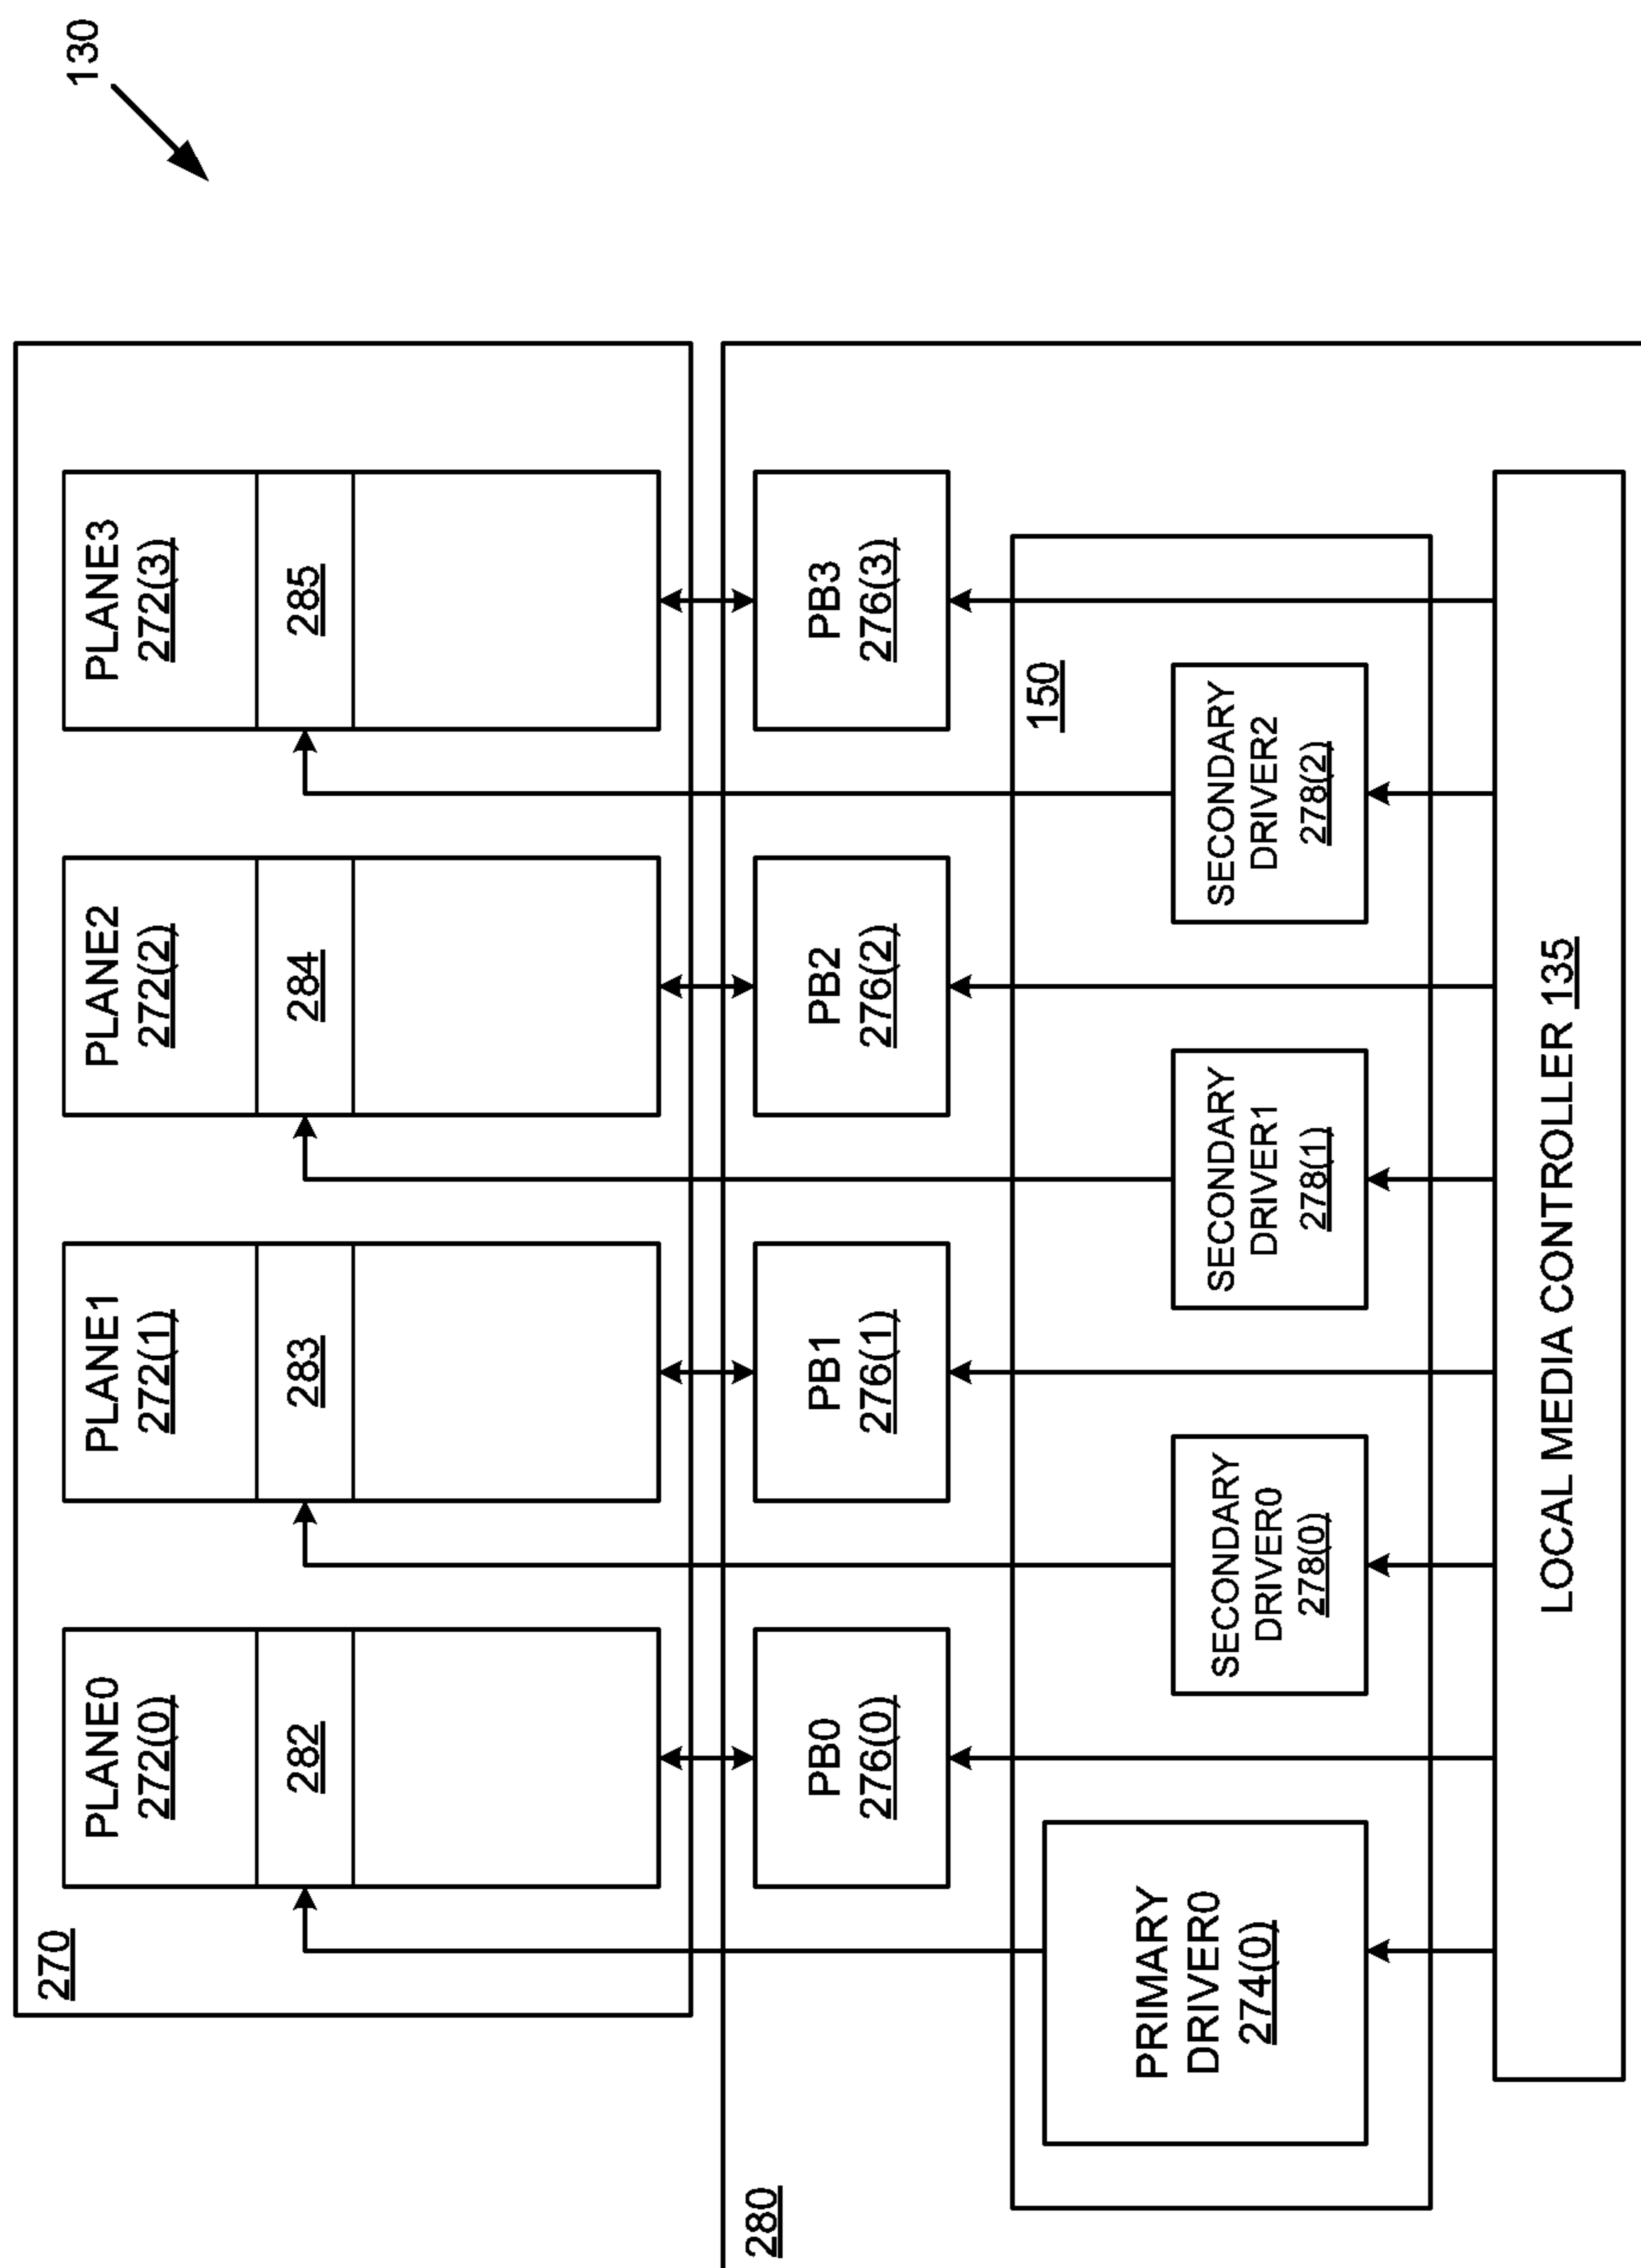 130
270
PLANE0
272(0)
282
PLANE1
272(1)
283
PLANE2
272(2)
284
PLANE3
272(3)
285
280
PB0
276(0)
PB1
276(1)
PB2
276(2)
PB3
276(3)
150
PRIMARY
DRIVER0
274(0)
SECONDARY
DRIVER0
278(0)
SECONDARY
DRIVER1
278(1)
SECONDARY
DRIVER2
278(2)
LOCAL MEDIA CONTROLLER 135